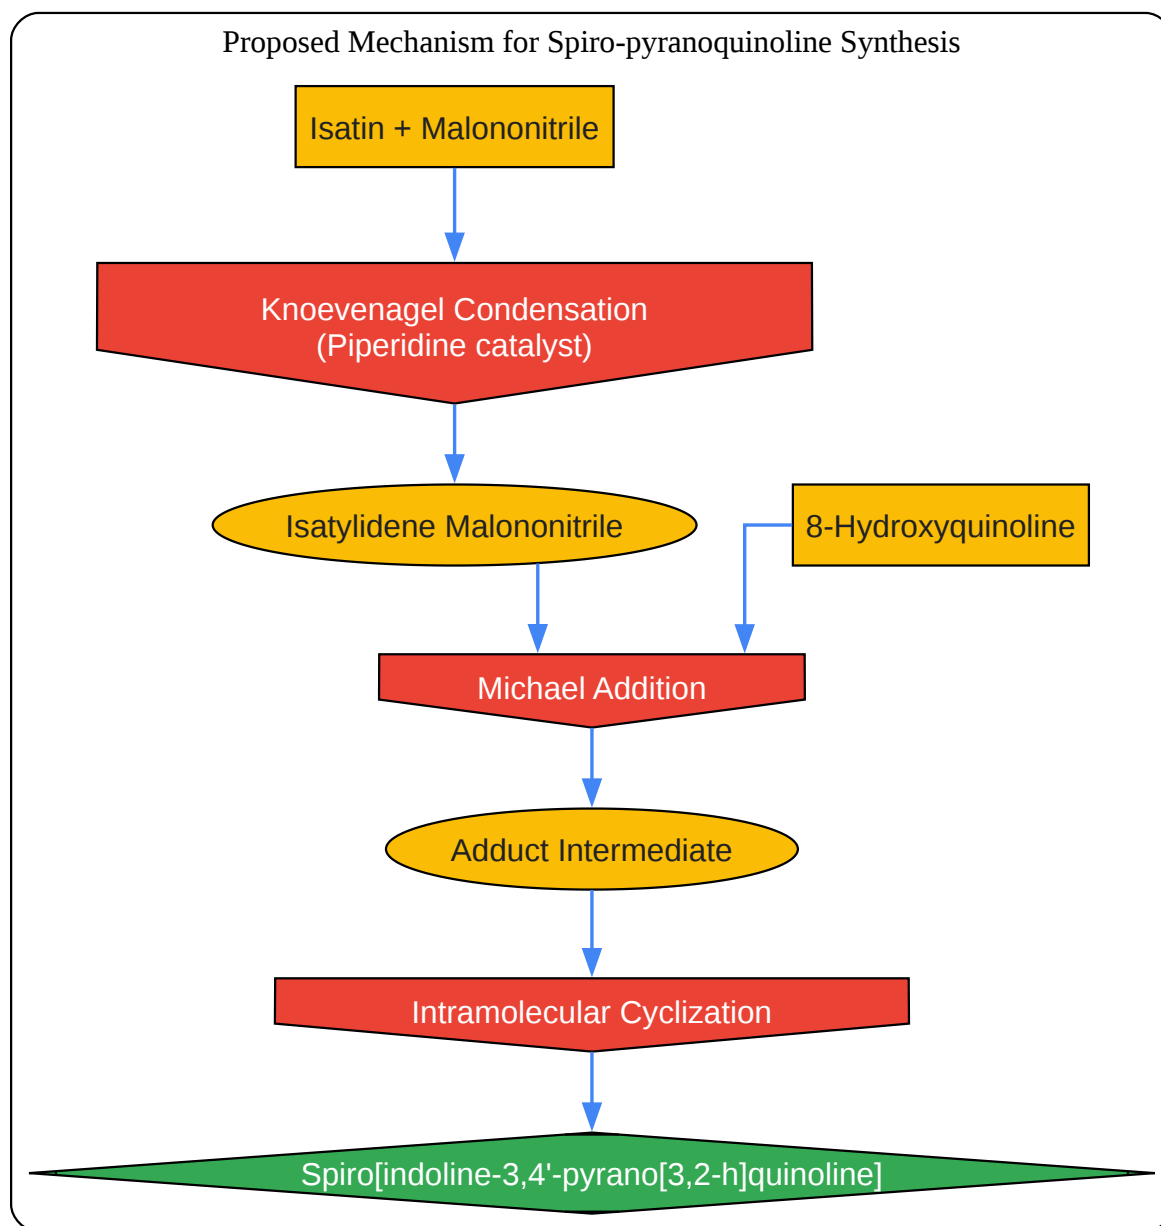 Proposed Mechanism for Spiro-pyranoquinoline Synthesis
Isatin + Malononitrile
Knoevenagel Condensation
(Piperidine catalyst)
Isatylidene Malononitrile
8-Hydroxyquinoline
Michael Addition
Adduct Intermediate
Intramolecular Cyclization
Spiro[indoline-3,4'-pyrano[3,2-h]quinoline]